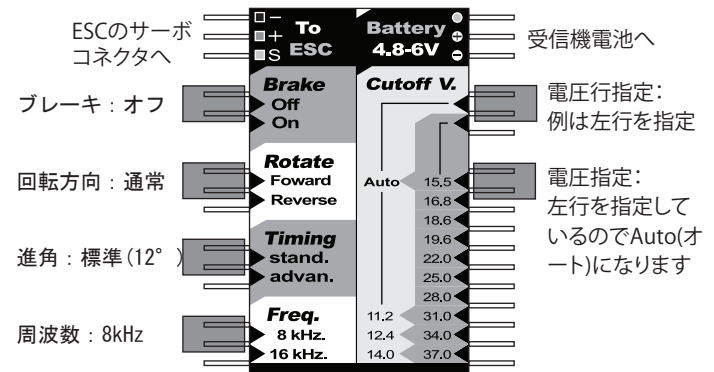 ESCのサーボ
コネクタへ
ブレーキ：オフ
回転方向：通常
進角：標準(12°)
周波数：8kHz
− To
+ ESC
S
Battery
4.8-6V
+
−
Brake
Off
On
Rotate
Foward
Reverse
Timing
stand.
advan.
Freq.
8 kHz.
16 kHz.
Cutoff V.
Auto 15.5
16.8
18.6
19.6
22.0
25.0
28.0
11.2 31.0
12.4 34.0
14.0 37.0
受信機電池へ
電圧行指定：
例は左行を指定
電圧指定：
左行を指定して
いるのでAuto(オ
ート)になります